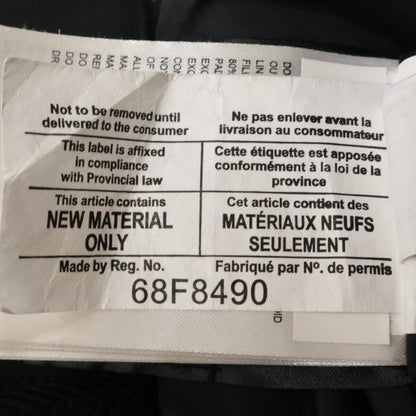 Not to be removed until
delivered to the consumer
Ne pas enlever avant la
livraison au consommateur
This label is affixed
in compliance
with Provincial law
Cette étiquette est apposée
conformément à la loi de la
province
This article contains
NEW MATERIAL
ONLY
Cet article contient des
MATÉRIAUX NEUFS
SEULEMENT
Made by Reg. No.
Fabriqué par Nº. de permis
68F8490